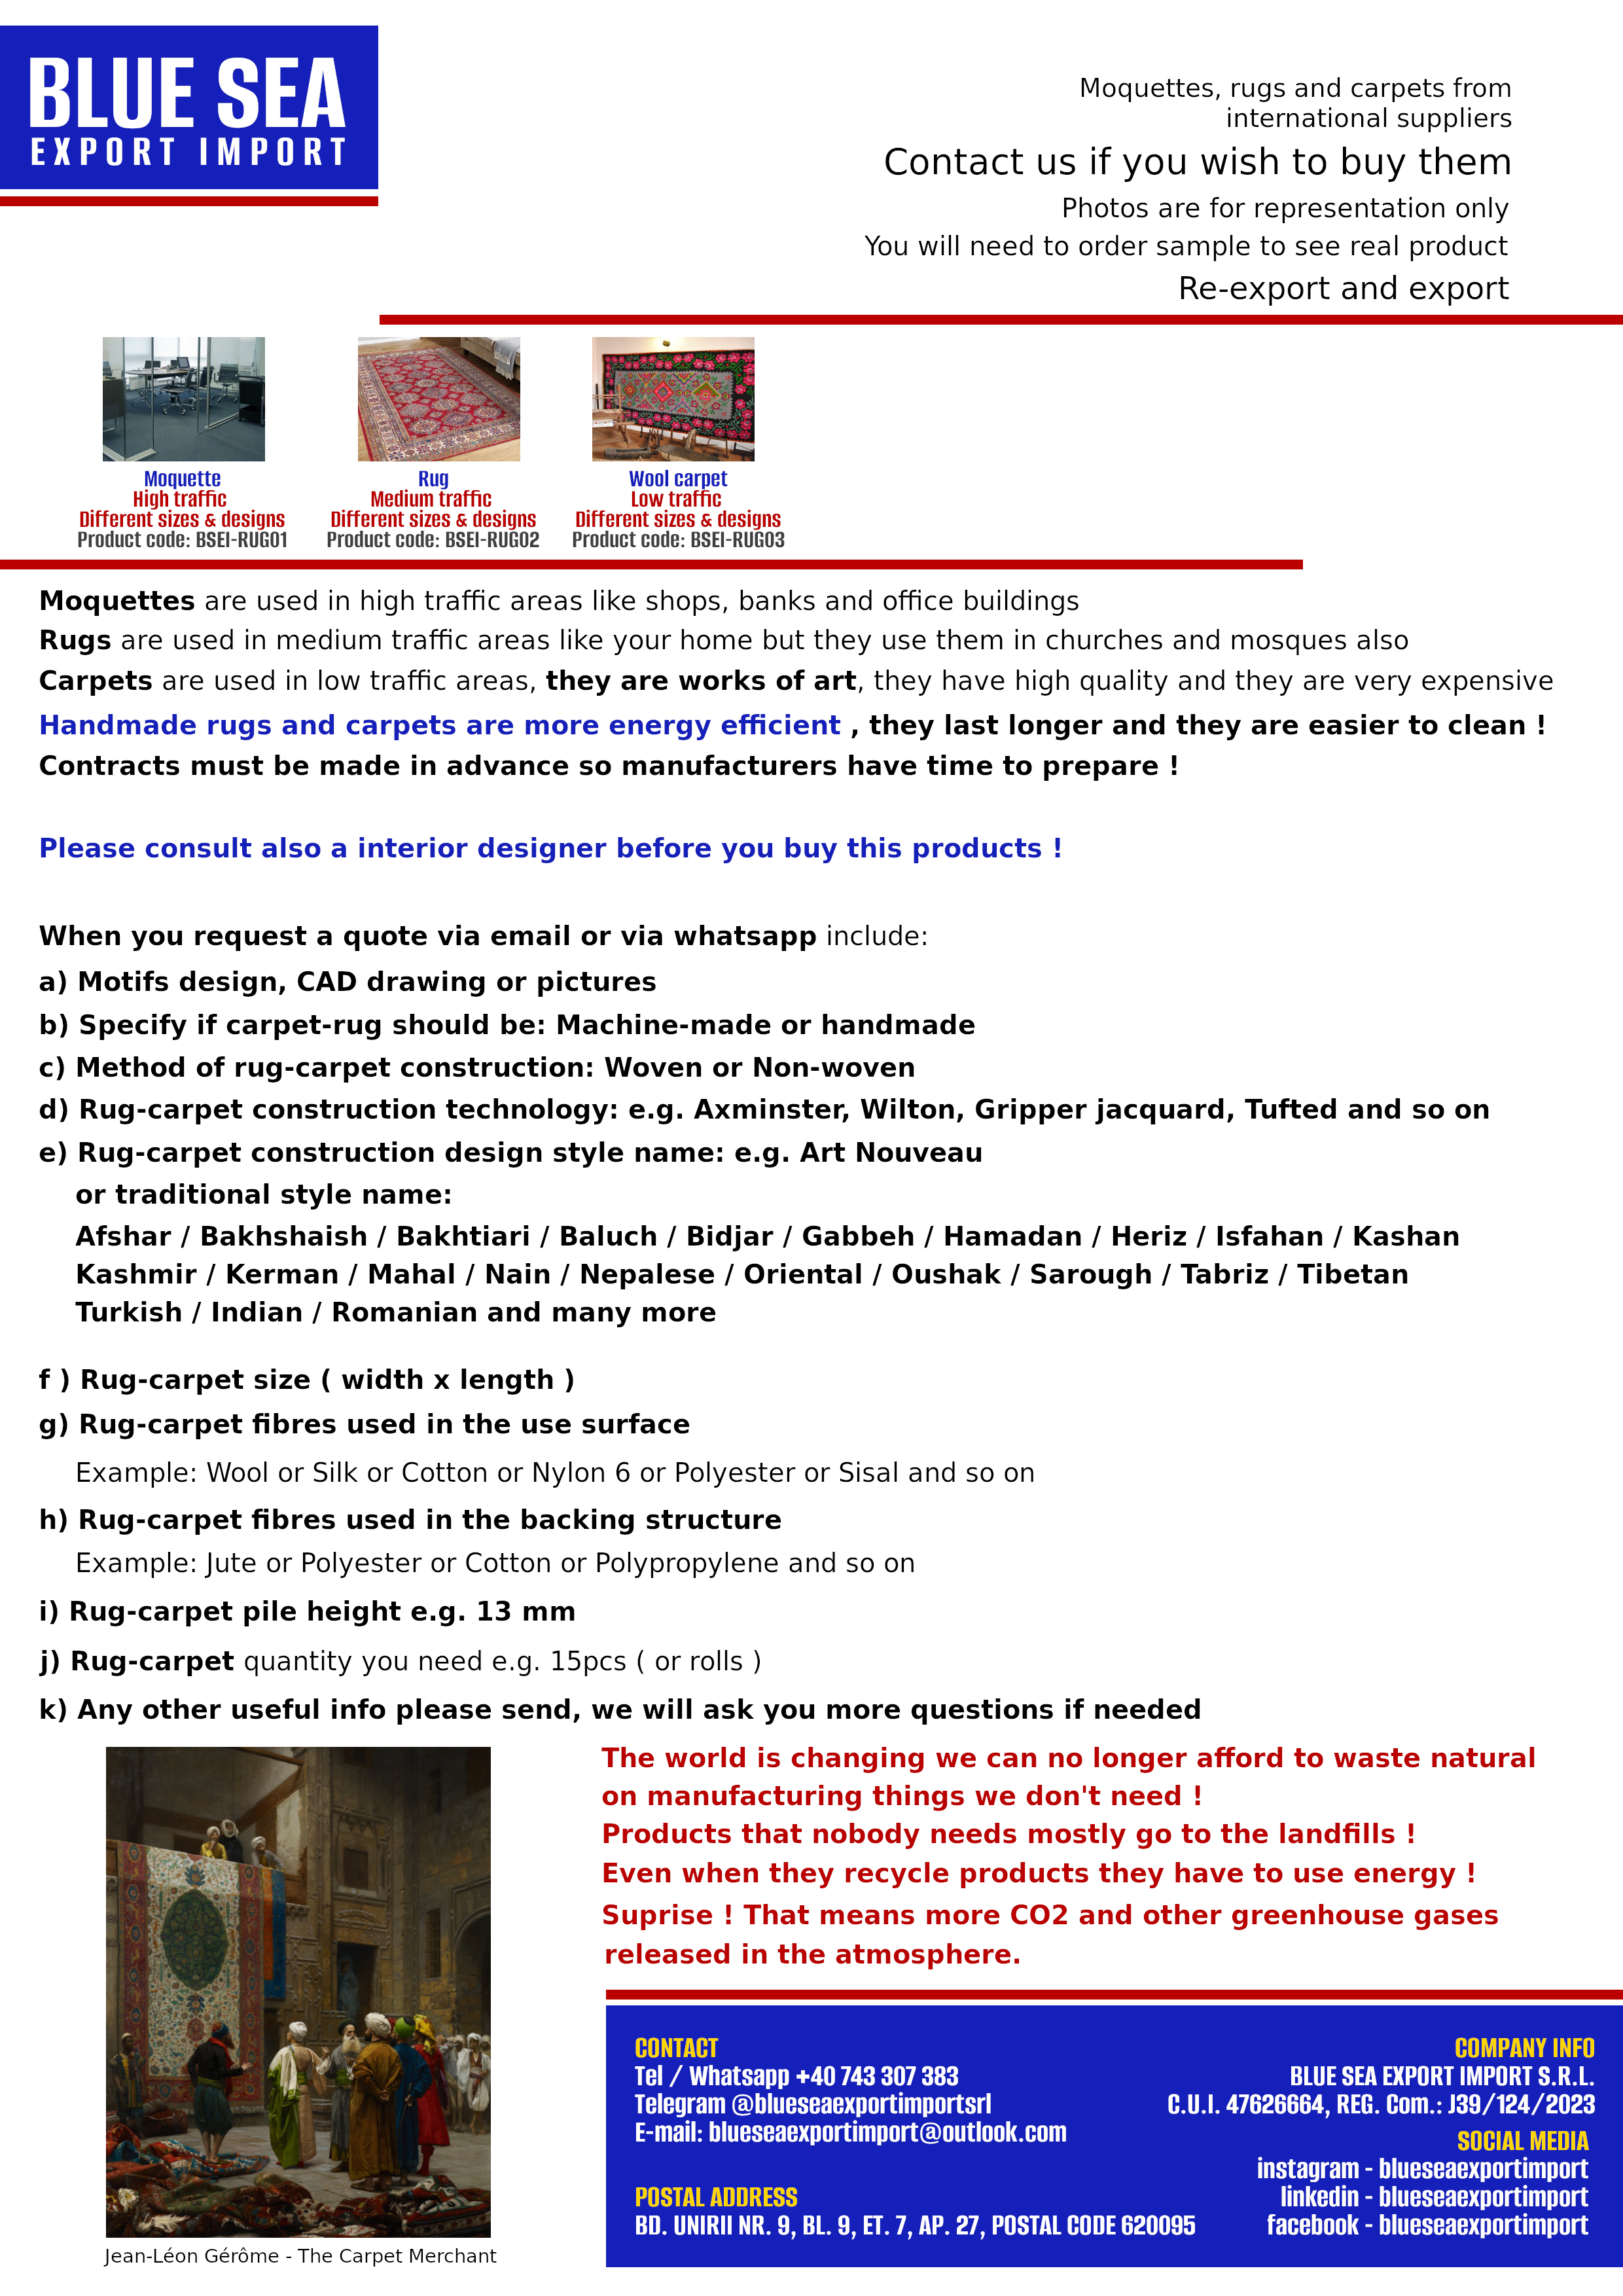 BLUE SEA
EXPORT IMPORT
Moquettes, rugs and carpets from
international suppliers
Contact us if you wish to buy them
Photos are for representation only
You will need to order sample to see real product
Re-export and export
Moquette
High traffic
Different sizes & designs
Product code: BSEI-RUG01
Rug
Medium traffic
Different sizes & designs
Product code: BSEI-RUG02
Wool carpet
Low traffic
Different sizes & designs
Product code: BSEI-RUG03
Moquettes are used in high traffic areas like shops, banks and office buildings
Rugs are used in medium traffic areas like your home but they use them in churches and mosques also
Carpets are used in low traffic areas, they are works of art, they have high quality and they are very expensive
Handmade rugs and carpets are more energy efficient , they last longer and they are easier to clean !
Contracts must be made in advance so manufacturers have time to prepare !
Please consult also a interior designer before you buy this products !
When you request a quote via email or via whatsapp include:
a) Motifs design, CAD drawing or pictures
b) Specify if carpet-rug should be: Machine-made or handmade
c) Method of rug-carpet construction: Woven or Non-woven
d) Rug-carpet construction technology: e.g. Axminster, Wilton, Gripper jacquard, Tufted and so on
e) Rug-carpet construction design style name: e.g. Art Nouveau
or traditional style name:
Afshar / Bakhshaish / Bakhtiari / Baluch / Bidjar / Gabbeh / Hamadan / Heriz / Isfahan / Kashan
Kashmir / Kerman / Mahal / Nain / Nepalese / Oriental / Oushak / Sarough / Tabriz / Tibetan
Turkish / Indian / Romanian and many more
f ) Rug-carpet size ( width x length )
g) Rug-carpet fibres used in the use surface
Example: Wool or Silk or Cotton or Nylon 6 or Polyester or Sisal and so on
h) Rug-carpet fibres used in the backing structure
Example: Jute or Polyester or Cotton or Polypropylene and so on
i) Rug-carpet pile height e.g. 13 mm
j) Rug-carpet quantity you need e.g. 15pcs ( or rolls )
k) Any other useful info please send, we will ask you more questions if needed
The world is changing we can no longer afford to waste natural
on manufacturing things we don't need !
Products that nobody needs mostly go to the landfills !
Even when they recycle products they have to use energy !
Suprise ! That means more CO2 and other greenhouse gases
released in the atmosphere.
Jean-Léon Gérôme - The Carpet Merchant
CONTACT
Tel / Whatsapp +40 743 307 383
Telegram @blueseaexportimportsrl
E-mail: blueseaexportimport@outlook.com
POSTAL ADDRESS
BD. UNIRII NR. 9, BL. 9, ET. 7, AP. 27, POSTAL CODE 620095
COMPANY INFO
BLUE SEA EXPORT IMPORT S.R.L.
C.U.I. 47626664, REG. Com.: J39/124/2023
SOCIAL MEDIA
instagram - blueseaexportimport
linkedin - blueseaexportimport
facebook - blueseaexportimport